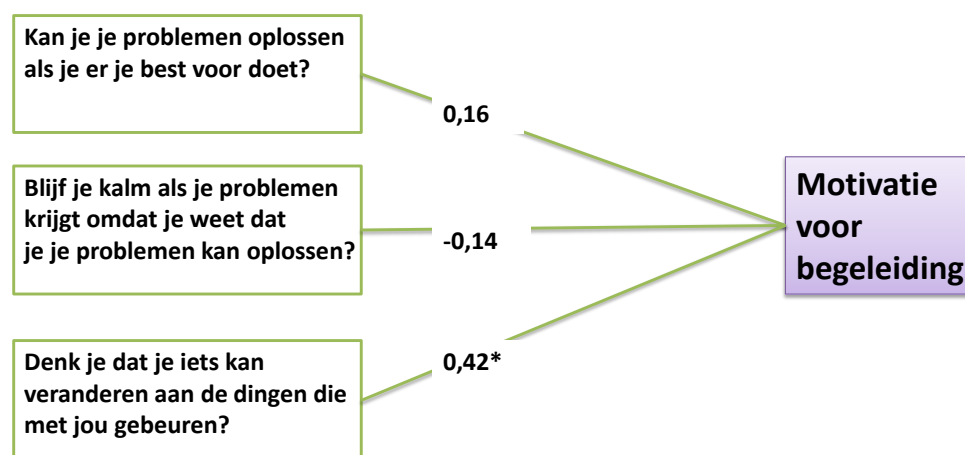 Kan je je problemen oplossen
als je er je best voor doet?
0,16
Blijf je kalm als je problemen
krijgt omdat je weet dat
je je problemen kan oplossen?
-0,14
Motivatie
voor
begeleiding
Denk je dat je iets kan
veranderen aan de dingen die
met jou gebeuren?
0,42*